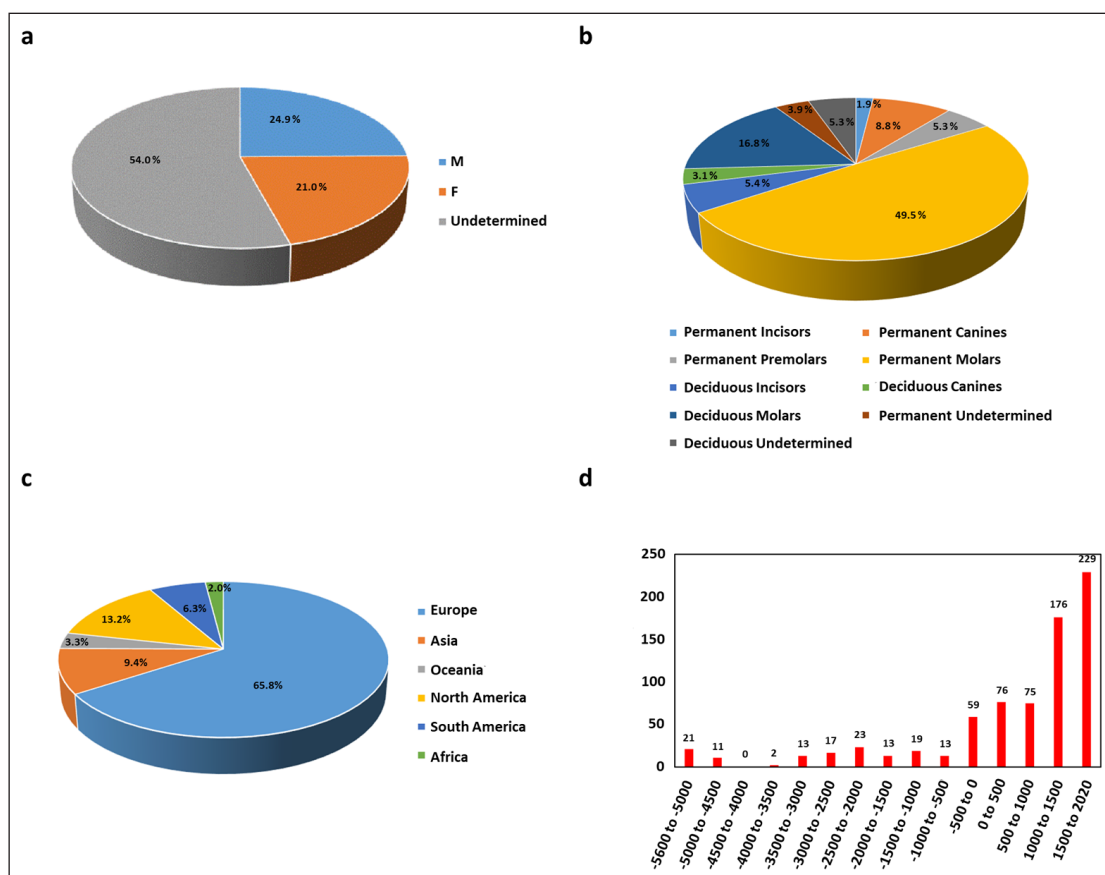 a
24.9%
54.0%
21.0%
M
F
Undetermined
b
3.9%
1.9%
5.3%
8.8%
5.3%
16.8%
3.1%
5.4%
49.5%
Permanent Incisors
Permanent Canines
Permanent Premolars
Permanent Molars
Deciduous Incisors
Deciduous Canines
Deciduous Molars
Permanent Undetermined
Deciduous Undetermined
c
2.0%
6.3%
13.2%
3.3%
9.4%
65.8%
Europe
Asia
Oceania
North America
South America
Africa
d
250
200
150
100
50
0
21
11
0
2
13
17
23
13
19
13
59
76
75
176
229
-5600 to -5000
-5000 to -4500
-4500 to -4000
-4000 to -3500
-3500 to -3000
-3000 to -2500
-2500 to -2000
-2000 to -1500
-1500 to -1000
-1000 to -500
-500 to 0
0 to 500
500 to 1000
1000 to 1500
1500 to 2020